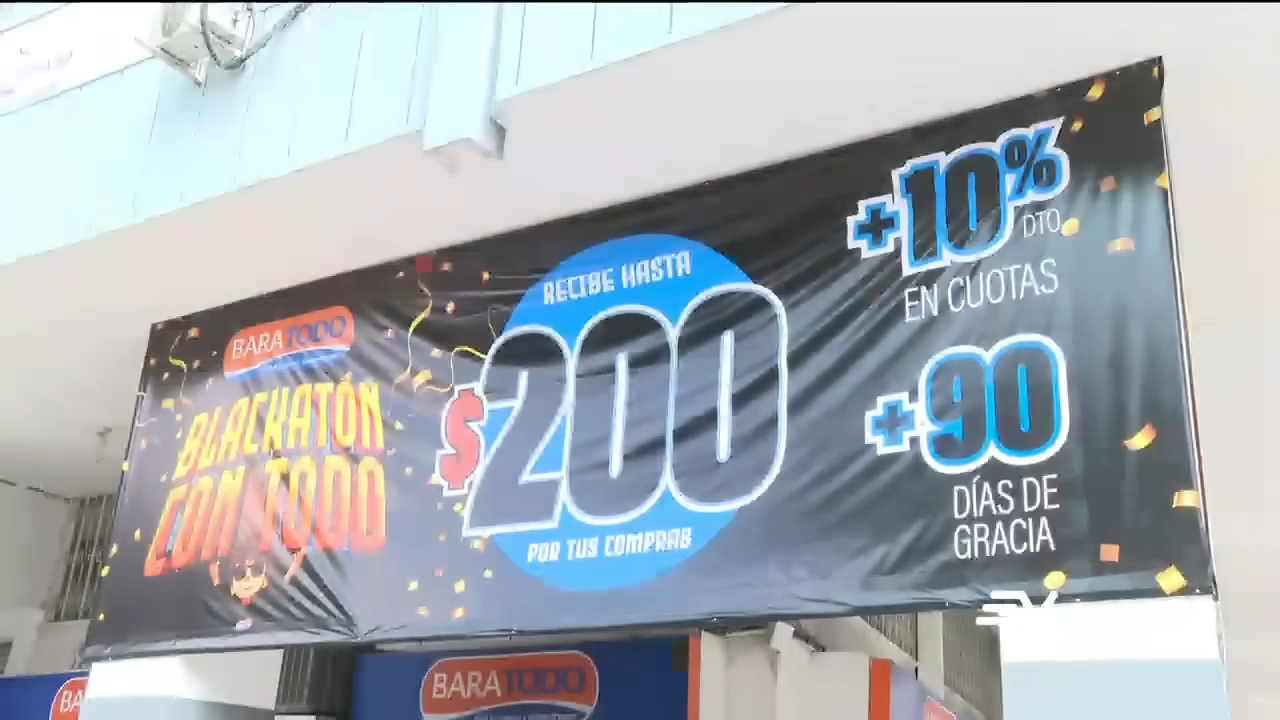 BARATODO
BLACKATÓN
CON TODO
RECIBE HASTA
$200
POR TUS COMPRAS
+10%
DTO.
EN CUOTAS
+90
DÍAS DE
GRACIA
BARATODO
BA